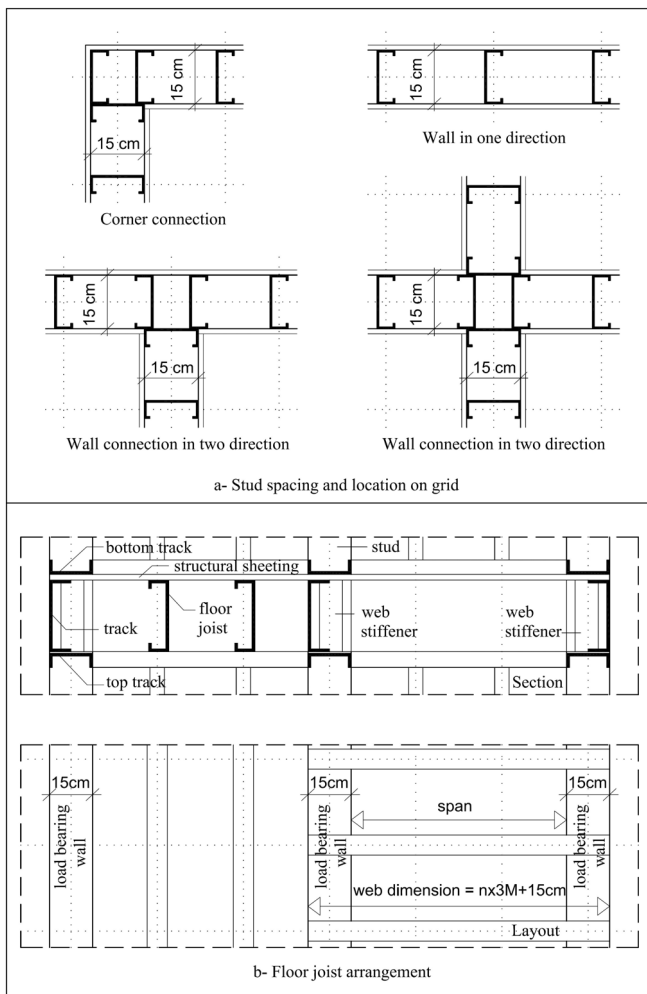 15 cm
15 cm
Corner connection
15 cm
Wall in one direction
15 cm
15 cm
Wall connection in two direction
15 cm
15 cm
Wall connection in two direction
a- Stud spacing and location on grid
bottom track
stud
structural sheeting
floor
joist
web
stiffener
web
stiffener
track
top track
Section
15cm
15cm
15cm
span
load bearing
wall
load bearing
wall
load bearing
wall
web dimension = nx3M+15cm
Layout
b- Floor joist arrangement